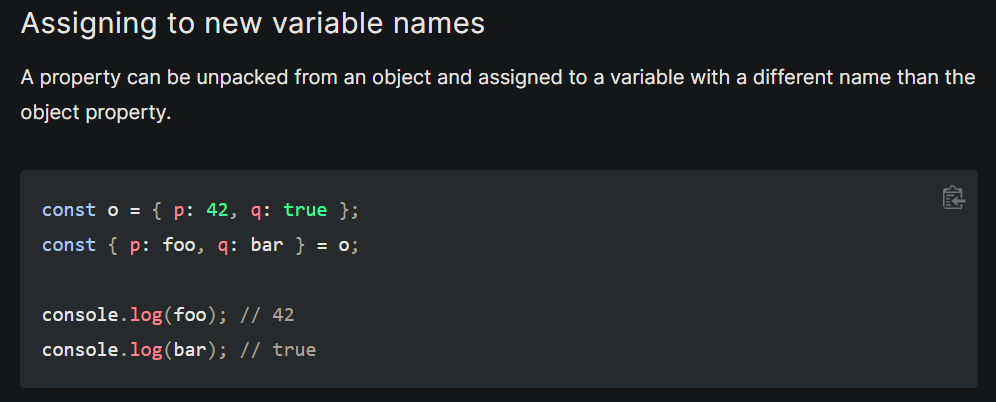 Assigning to new variable names
A property can be unpacked from an object and assigned to a variable with a different name than the
object property.
const o = { p: 42, q: true };
const { p: foo, q: bar } = o;
console.log(foo); // 42
console.log(bar); // true